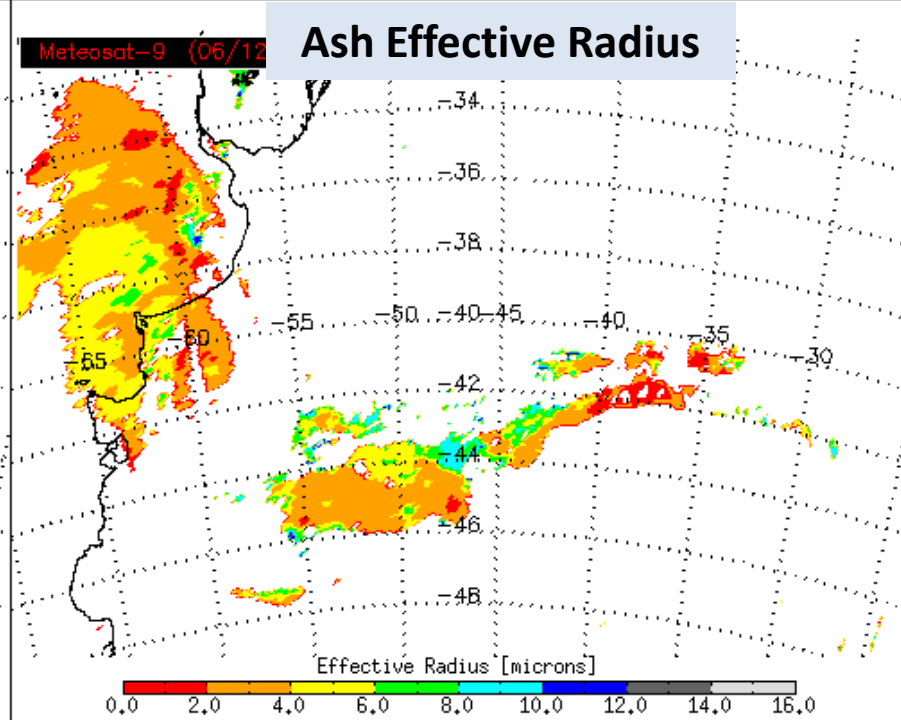 Ash Effective Radius
Meteosat-9 (06/12
-34
-36
-38
-55 -50 -40-45 -40 -35 -30
-60
-65
-42
-44
-46
-48
Effective Radius [microns]
0.0 2.0 4.0 6.0 8.0 10.0 12.0 14.0 16.0